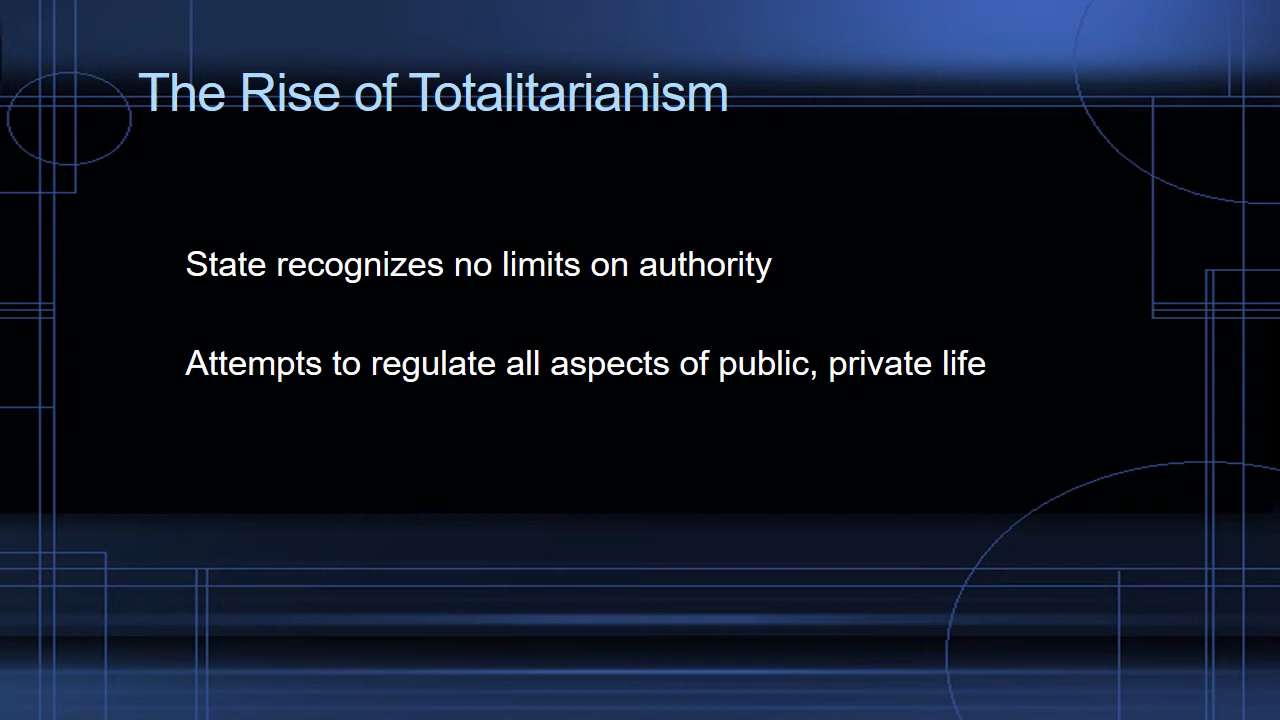 The Rise of Totalitarianism
State recognizes no limits on authority
Attempts to regulate all aspects of public, private life